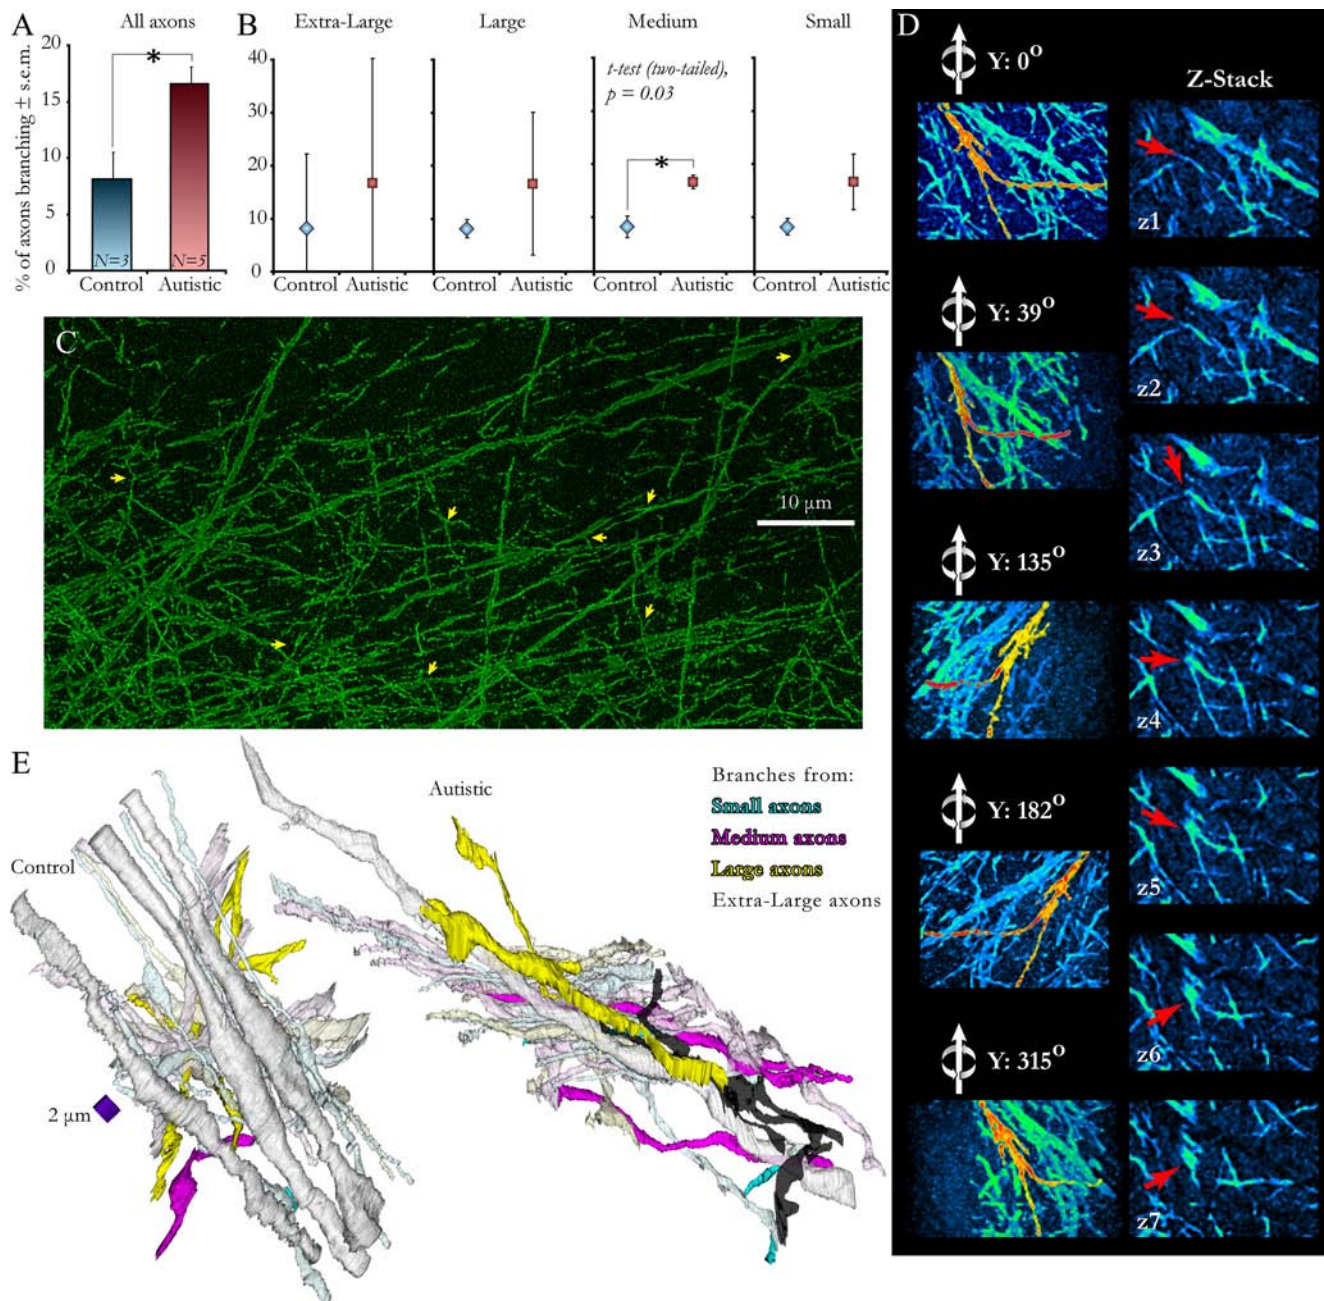 A
All axons
% of axons branching ± s.e.m.
20
15
10
5
0
*
N=3
N=5
Control
Autistic
B
Extra-Large
Large
Medium
Small
40
30
20
10
0
t-test (two-tailed),
p = 0.03
*
Control
Autistic
Control
Autistic
Control
Autistic
Control
Autistic
C
10 µm
D
Y: 0°
Y: 39°
Y: 135°
Y: 182°
Y: 315°
Z-Stack
z1
z2
z3
z4
z5
z6
z7
E
Control
Autistic
2 µm
Branches from:
Small axons
Medium axons
Large axons
Extra-Large axons